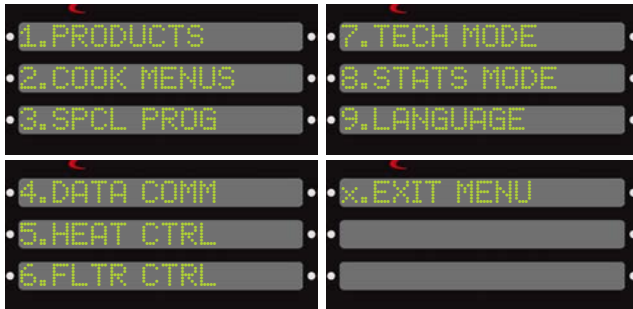 1.PRODUCTS
2.COOK MENUS
3.SPCL PROG
4.DATA COMM
5.HEAT CTRL
6.FLTR CTRL
7.TECH MODE
8.STATS MODE
9.LANGUAGE
x.EXIT MENU